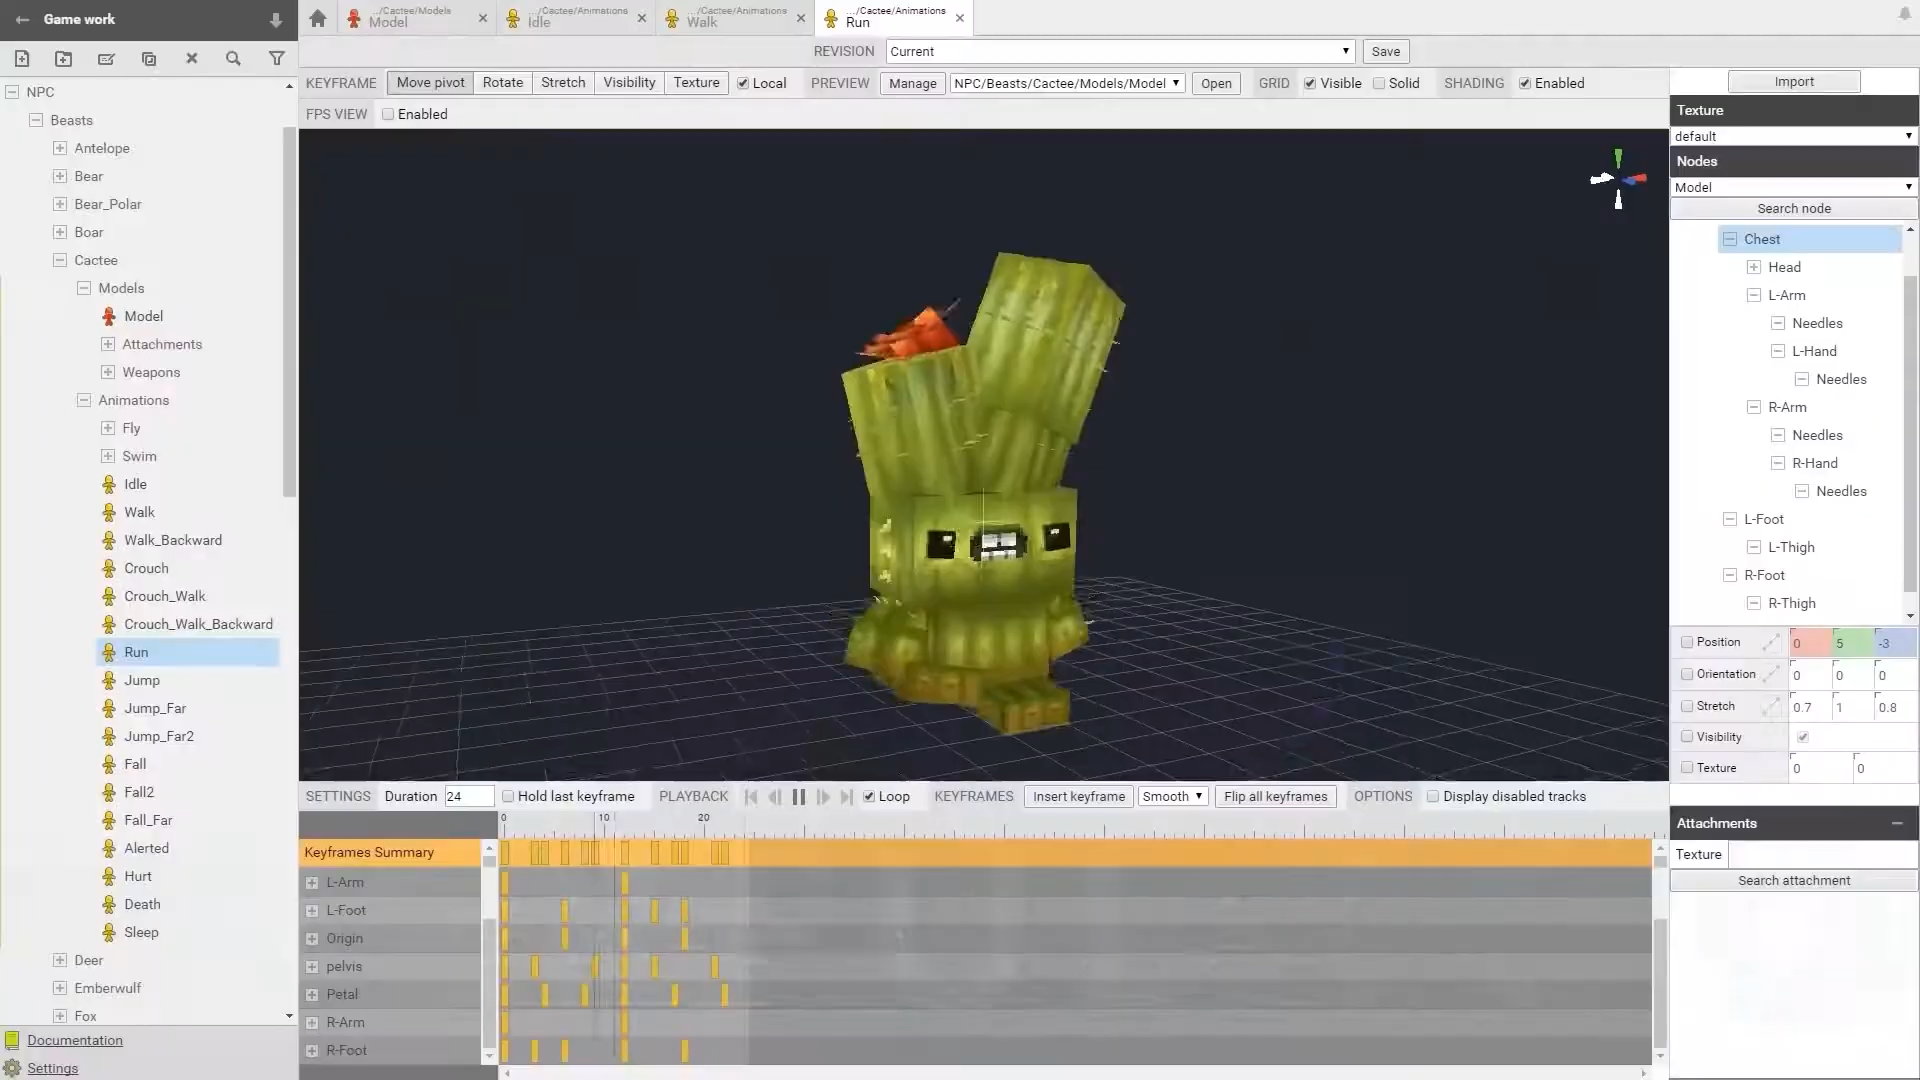 Game work
.../Cactee/Models
Model
.../Cactee/Animations
Idle
.../Cactee/Animations
Walk
.../Cactee/Animations
Run
REVISION
Current
Save
KEYFRAME
Move pivot
Rotate
Stretch
Visibility
Texture
Local
PREVIEW
Manage
NPC/Beasts/Cactee/Models/Model
Open
GRID
Visible
Solid
SHADING
Enabled
FPS VIEW
Enabled
NPC
Beasts
Antelope
Bear
Bear_Polar
Boar
Cactee
Models
Model
Attachments
Weapons
Animations
Fly
Swim
Idle
Walk
Walk_Backward
Crouch
Crouch_Walk
Crouch_Walk_Backward
Run
Jump
Jump_Far
Jump_Far2
Fall
Fall2
Fall_Far
Alerted
Hurt
Death
Sleep
Deer
Emberwulf
Fox
Documentation
Settings
Import
Texture
default
Nodes
Model
Search node
Chest
Head
L-Arm
Needles
L-Hand
Needles
R-Arm
Needles
R-Hand
Needles
L-Foot
L-Thigh
R-Foot
R-Thigh
Position 0 5 -3
Orientation 0 0 0
Stretch 0.7 1 0.8
Visibility
Texture 0 0
Attachments
Texture
Search attachment
SETTINGS
Duration 24
Hold last keyframe
PLAYBACK
Loop
KEYFRAMES
Insert keyframe
Smooth
Flip all keyframes
OPTIONS
Display disabled tracks
0 10 20
Keyframes Summary
L-Arm
L-Foot
Origin
pelvis
Petal
R-Arm
R-Foot